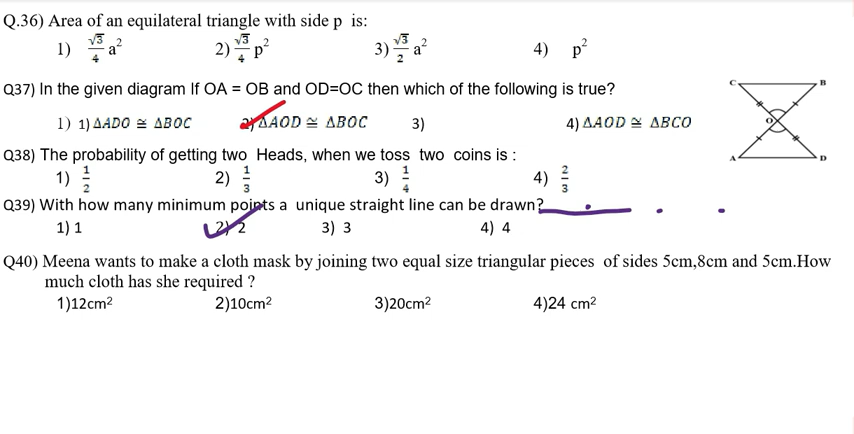 Q.36) Area of an equilateral triangle with side p is:
1) √3/4 a² 2) √3/4 p² 3) √3/2 a² 4) p²
Q37) In the given diagram If OA = OB and OD=OC then which of the following is true?
1) 1) ΔADO ≅ ΔBOC 2) ΔAOD ≅ ΔBOC 3) 4) ΔAOD ≅ ΔBCO
C B
O
A D
Q38) The probability of getting two Heads, when we toss two coins is :
1) 1/2 2) 1/3 3) 1/4 4) 2/3
Q39) With how many minimum points a unique straight line can be drawn?
1) 1 2) 2 3) 3 4) 4
Q40) Meena wants to make a cloth mask by joining two equal size triangular pieces of sides 5cm,8cm and 5cm.How
much cloth has she required ?
1)12cm² 2)10cm² 3)20cm² 4)24 cm²